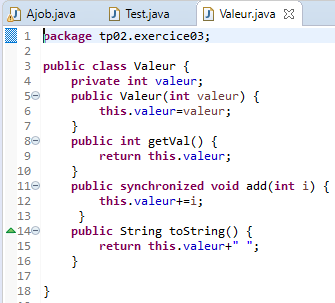 Ajob.java Test.java Valeur.java
1 package tp02.exercice03;
2
3 public class Valeur {
4 private int valeur;
5 public Valeur(int valeur) {
6 this.valeur=valeur;
7 }
8 public int getVal() {
9 return this.valeur;
10 }
11 public synchronized void add(int i) {
12 this.valeur+=i;
13 }
14 public String toString() {
15 return this.valeur+" ";
16 }
17
18 }